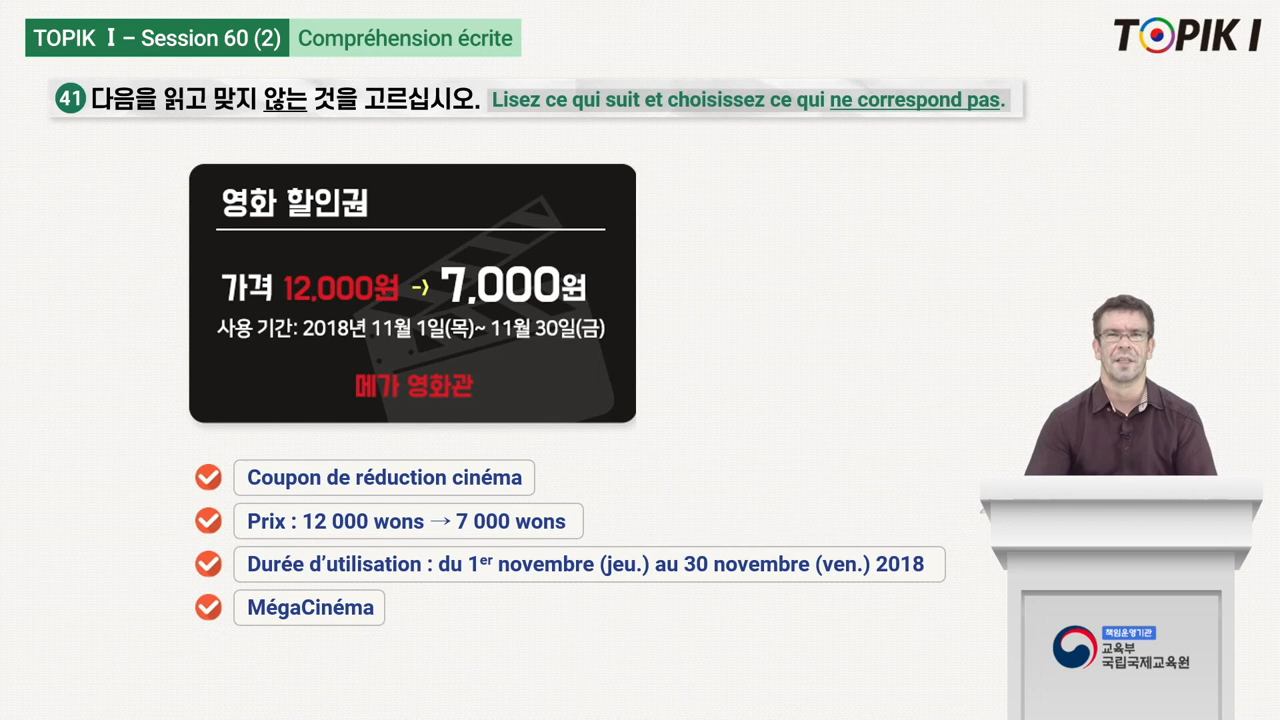 TOPIK Ⅰ – Session 60 (2) Compréhension écrite
TOPIK I
41 다음을 읽고 맞지 않는 것을 고르십시오. Lisez ce qui suit et choisissez ce qui ne correspond pas.
영화 할인권
가격 12,000원 -> 7,000원
사용 기간: 2018년 11월 1일(목)~ 11월 30일(금)
메가 영화관
Coupon de réduction cinéma
Prix : 12 000 wons → 7 000 wons
Durée d’utilisation : du 1er novembre (jeu.) au 30 novembre (ven.) 2018
MégaCinéma
책임운영기관
교육부
국립국제교육원